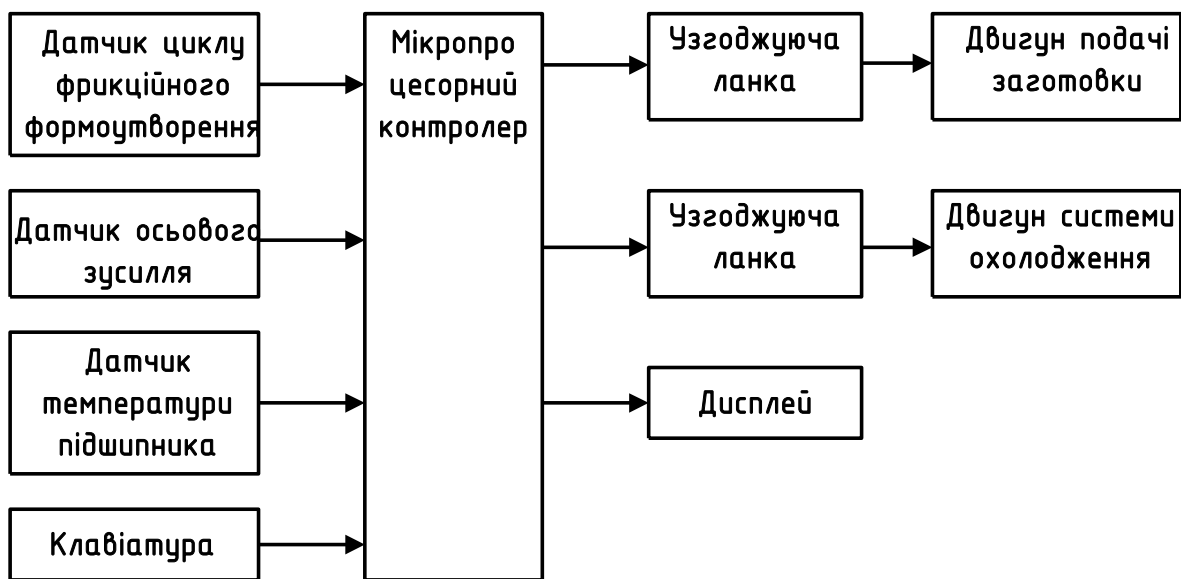 Датчик циклу
фрикційного
формоутворення
Мікропро
цесорний
контролер
Узгоджуюча
ланка
Двигун подачі
заготовки
Датчик осьового
зусилля
Узгоджуюча
ланка
Двигун системи
охолодження
Датчик
температури
підшипника
Дисплей
Клавіатура